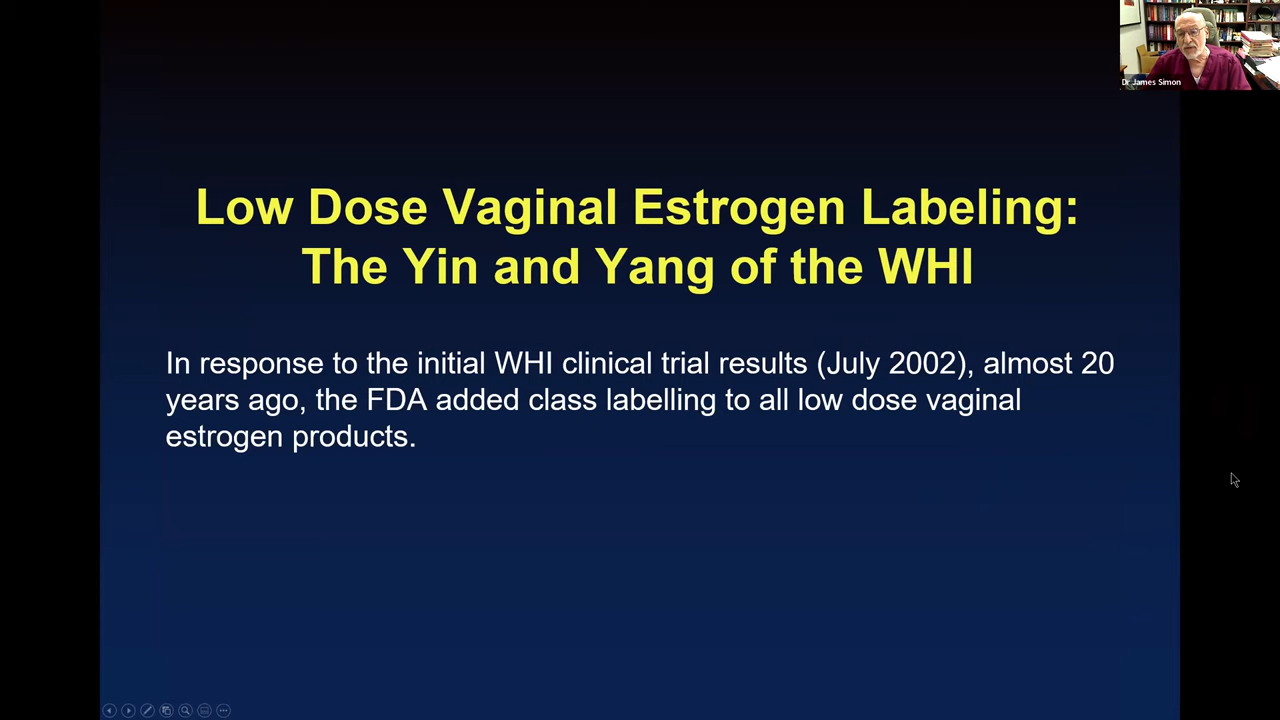 Dr James Simon
Low Dose Vaginal Estrogen Labeling:
The Yin and Yang of the WHI
In response to the initial WHI clinical trial results (July 2002), almost 20
years ago, the FDA added class labelling to all low dose vaginal
estrogen products.